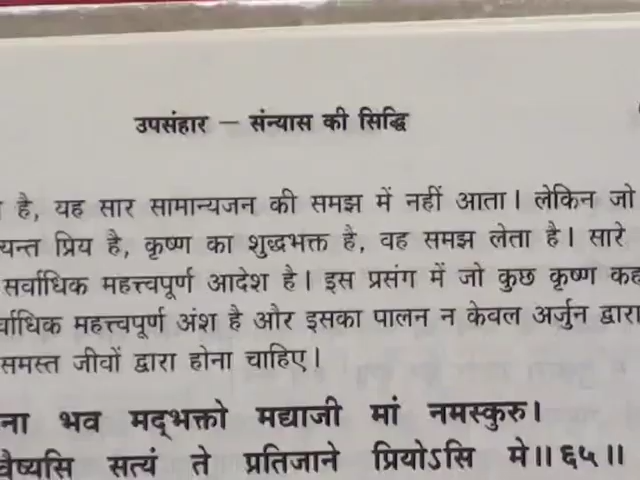 उपसंहार – संन्यास की सिद्धि
है, यह सार सामान्यजन की समझ में नहीं आता। लेकिन जो
यन्त प्रिय है, कृष्ण का शुद्धभक्त है, वह समझ लेता है। सारे
सर्वाधिक महत्त्वपूर्ण आदेश है। इस प्रसंग में जो कुछ कृष्ण कह
र्वाधिक महत्त्वपूर्ण अंश है और इसका पालन न केवल अर्जुन द्वारा
समस्त जीवों द्वारा होना चाहिए।
ना भव मद्भक्तो मद्याजी मां नमस्कुरु।
वैष्यसि सत्यं ते प्रतिजाने प्रियोऽसि मे॥६५॥